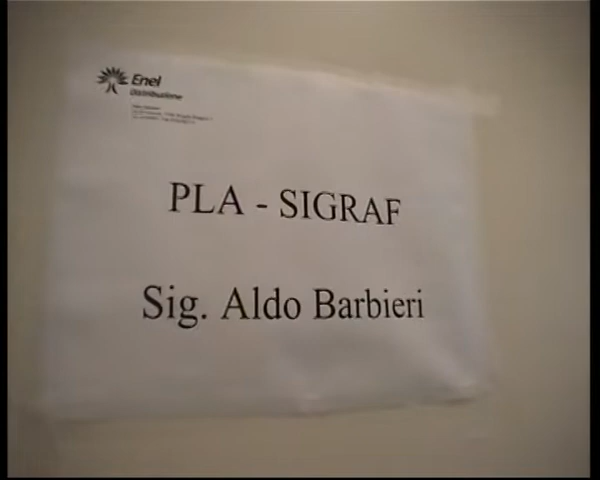 Enel
Distribuzione
PLA - SIGRAF
Sig. Aldo Barbieri